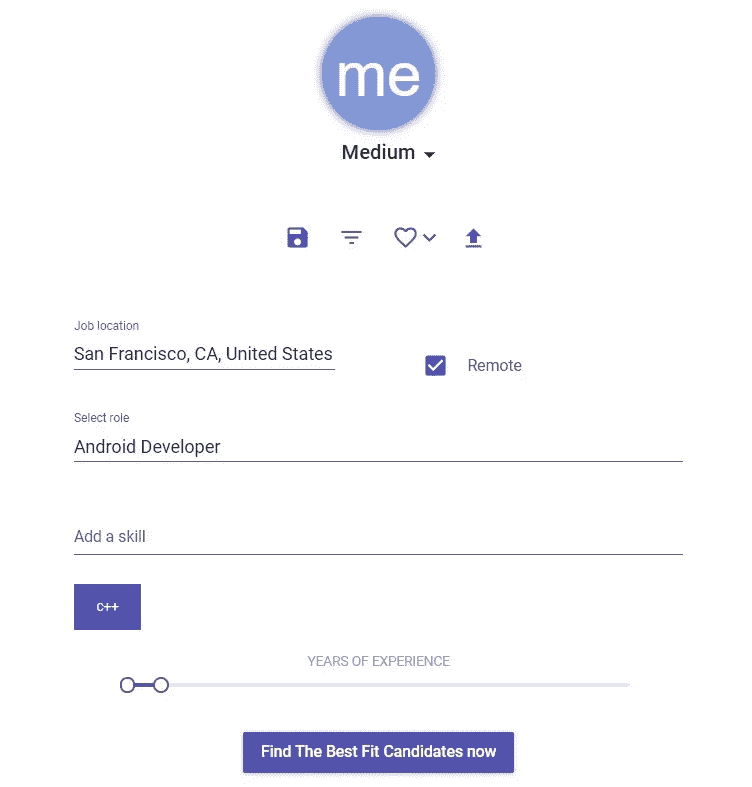 me
Medium
Job location
San Francisco, CA, United States
Remote
Select role
Android Developer
Add a skill
c++
YEARS OF EXPERIENCE
Find The Best Fit Candidates now